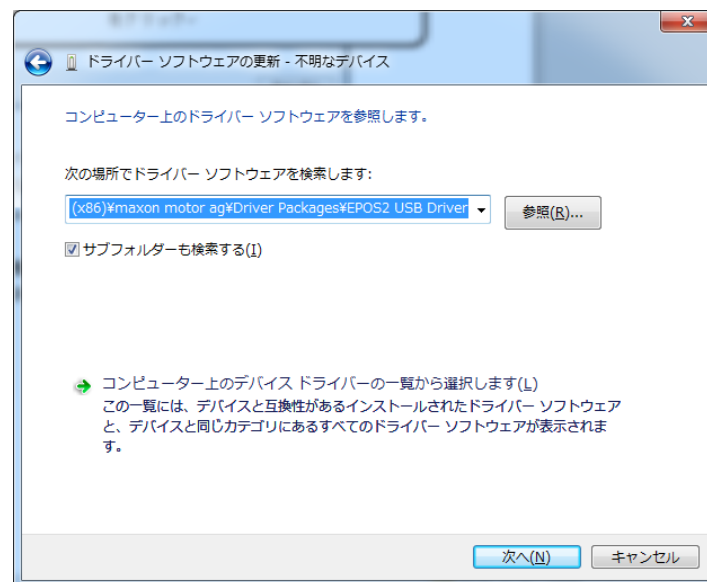 ドライバー ソフトウェアの更新 - 不明なデバイス
コンピューター上のドライバー ソフトウェアを参照します。
次の場所でドライバー ソフトウェアを検索します:
(x86)¥maxon motor ag¥Driver Packages¥EPOS2 USB Driver
参照(R)...
サブフォルダーも検索する(I)
コンピューター上のデバイス ドライバーの一覧から選択します(L)
この一覧には、デバイスと互換性があるインストールされたドライバー ソフトウェア
と、デバイスと同じカテゴリにあるすべてのドライバー ソフトウェアが表示されま
す。
次へ(N)
キャンセル